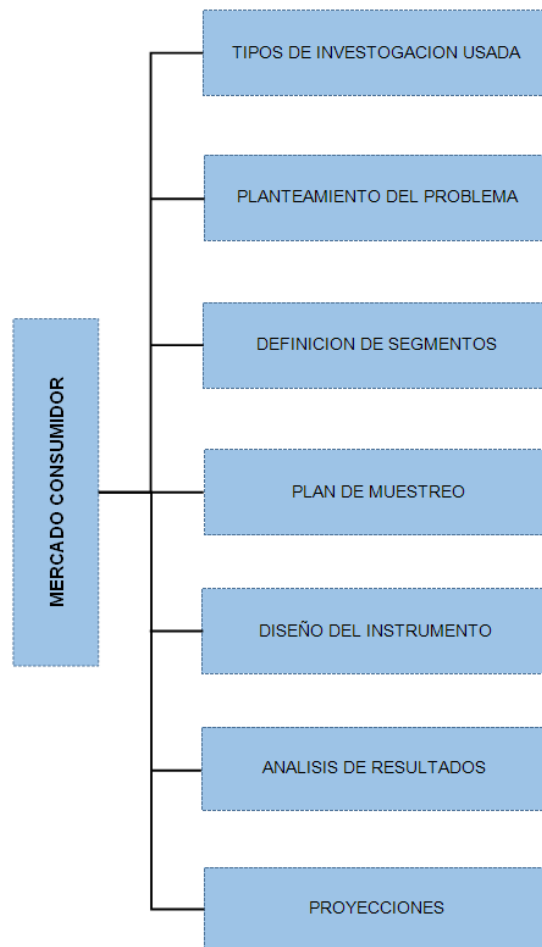 MERCADO CONSUMIDOR
TIPOS DE INVESTOGACION USADA
PLANTEAMIENTO DEL PROBLEMA
DEFINICION DE SEGMENTOS
PLAN DE MUESTREO
DISEÑO DEL INSTRUMENTO
ANALISIS DE RESULTADOS
PROYECCIONES